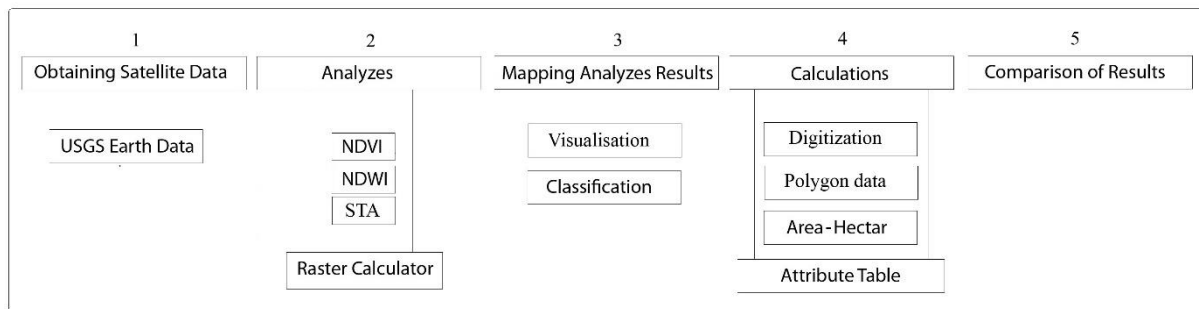 1
Obtaining Satellite Data
USGS Earth Data
2
Analyzes
NDVI
NDWI
STA
Raster Calculator
3
Mapping Analyzes Results
Visualisation
Classification
4
Calculations
Digitization
Polygon data
Area-Hectar
Attribute Table
5
Comparison of Results